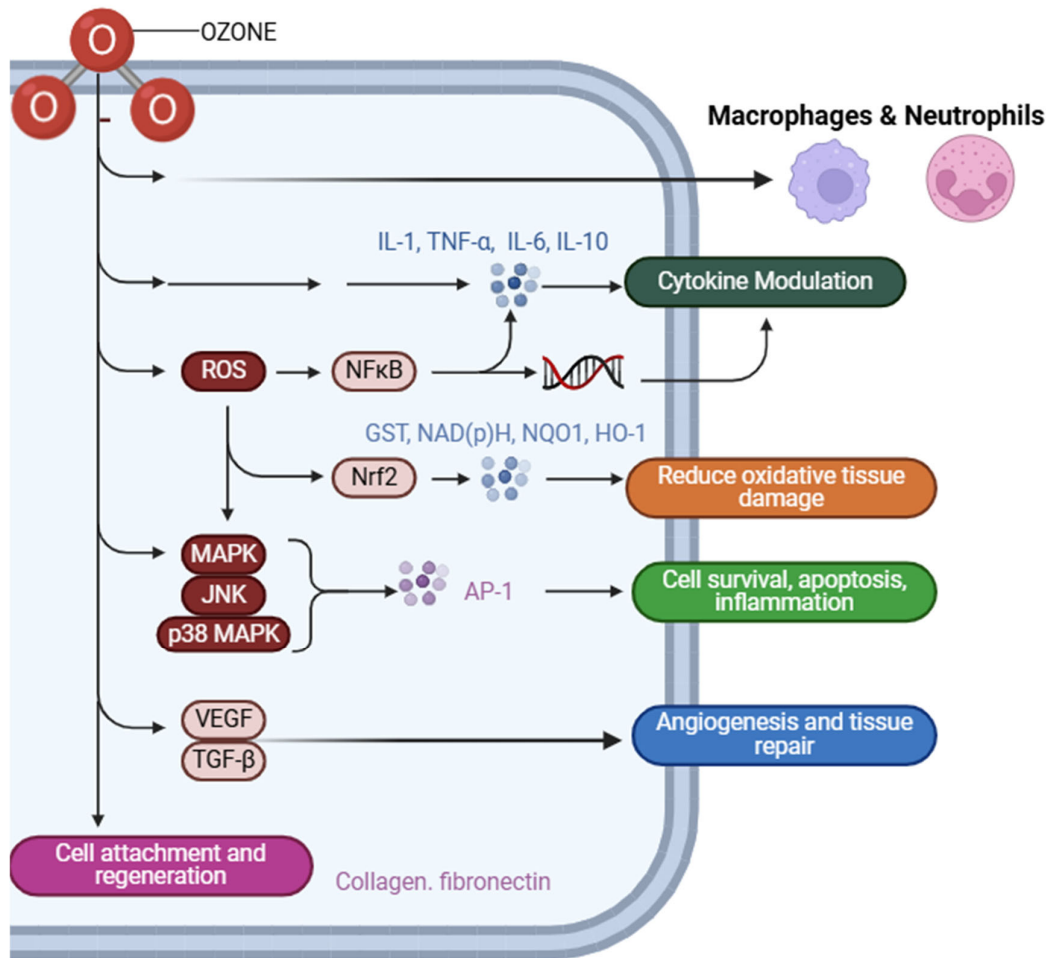 O
OZONE
O
O
Macrophages & Neutrophils
IL-1, TNF-α, IL-6, IL-10
Cytokine Modulation
ROS
NFκB
GST, NAD(p)H, NQO1, HO-1
Nrf2
Reduce oxidative tissue
damage
MAPK
JNK
p38 MAPK
AP-1
Cell survival, apoptosis,
inflammation
VEGF
TGF-β
Angiogenesis and tissue
repair
Cell attachment and
regeneration
Collagen. fibronectin